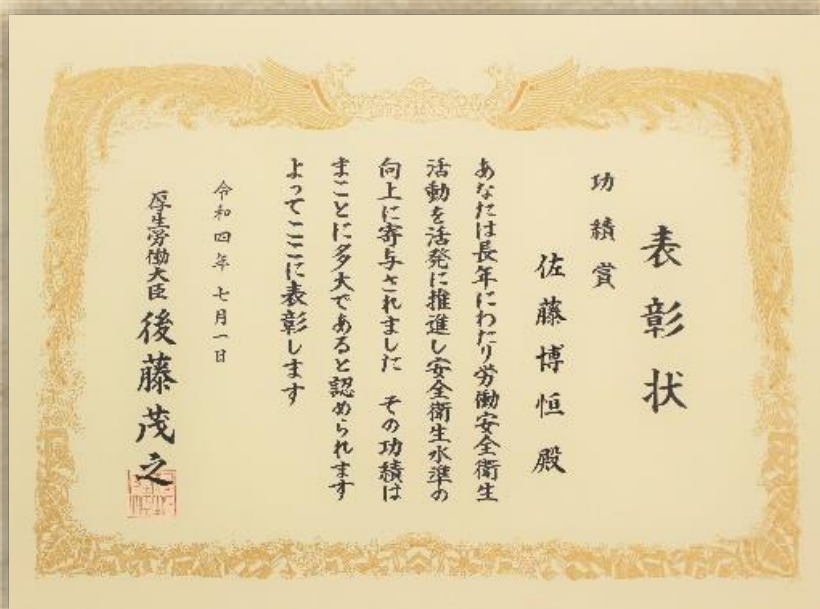 表彰状
功績賞
佐藤博恒殿
あなたは長年にわたり労働安全衛生
活動を活発に推進し安全衛生水準の
向上に寄与されました その功績は
まことに多大であると認められます
よってここに表彰します
令和四年七月一日
厚生労働大臣 後藤茂之